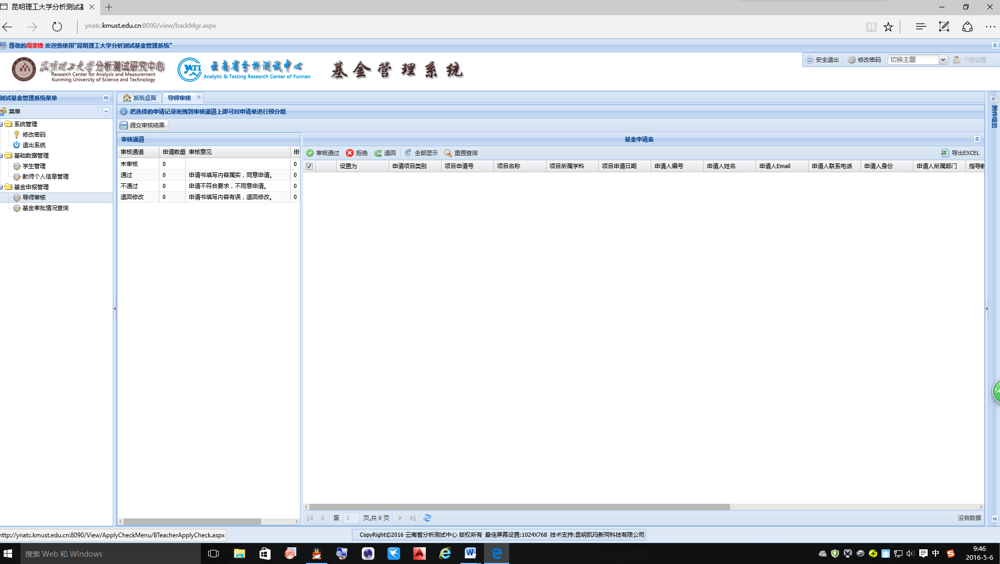 昆明理工大学分析测试基
ynatc.kmust.edu.cn:8090/view/backMgr.aspx
尊敬的周荣锋 欢迎您使用“昆明理工大学分析测试基金管理系统”
昆明理工大学分析测试研究中心
Research Center for Analysis and Measurement
Kunming University of Science and Technology
YATI
云南省分析测试中心
Analytic & Testing Research Center of Yunnan
基金管理系统
安全退出 修改密码 切换主题 个性设置
测试基金管理系统菜单
系统桌面 导师审核
附件信息
菜单
把选择的申请记录拖拽到审核通道上即可对申请单进行预分组
系统管理
提交审核结果
修改密码
退出系统
基础数据管理
学生管理
教师个人信息管理
基金申报管理
导师审核
基金审批情况查询
审核通道
审核通道 申请数量 审核意见
未审核 0 0
通过 0 申请书填写内容属实，同意申请。 0
不通过 0 申请不符合要求，不同意申请。 0
退回修改 0 申请书填写内容有误，退回修改。 0
基金申请表
审核通过 拒绝 退回 全部显示 重置查询 导出EXCEL
设置为 申请项目类别 项目申请号 项目名称 项目所属学科 项目申请日期 申请人编号 申请人姓名 申请人Email 申请人联系电话 申请人身份 申请人所属部门 指导教
第 1 页,共 0 页 没有数据
http://ynatc.kmust.edu.cn:8090/View/ApplyCheckMenu/BTeacherApplyCheck.aspx
CopyRight©2016 云南省分析测试中心 版权所有 最佳屏幕设置:1024X768 技术支持:昆明凯玛新珂科技有限公司
搜索 Web 和 Windows
中
9:46
2016-5-6